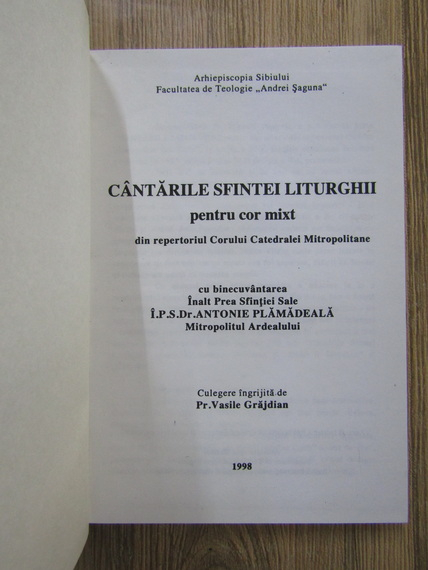 Arhiepiscopia Sibiului
Facultatea de Teologie „Andrei Şaguna"
CÂNTĂRILE SFINTEI LITURGHII
pentru cor mixt
din repertoriul Corului Catedralei Mitropolitane
cu binecuvântarea
Înalt Prea Sfinţiei Sale
Î.P.S.Dr.ANTONIE PLĂMĂDEALĂ
Mitropolitul Ardealului
Culegere îngrijită de
Pr.Vasile Grăjdian
1998